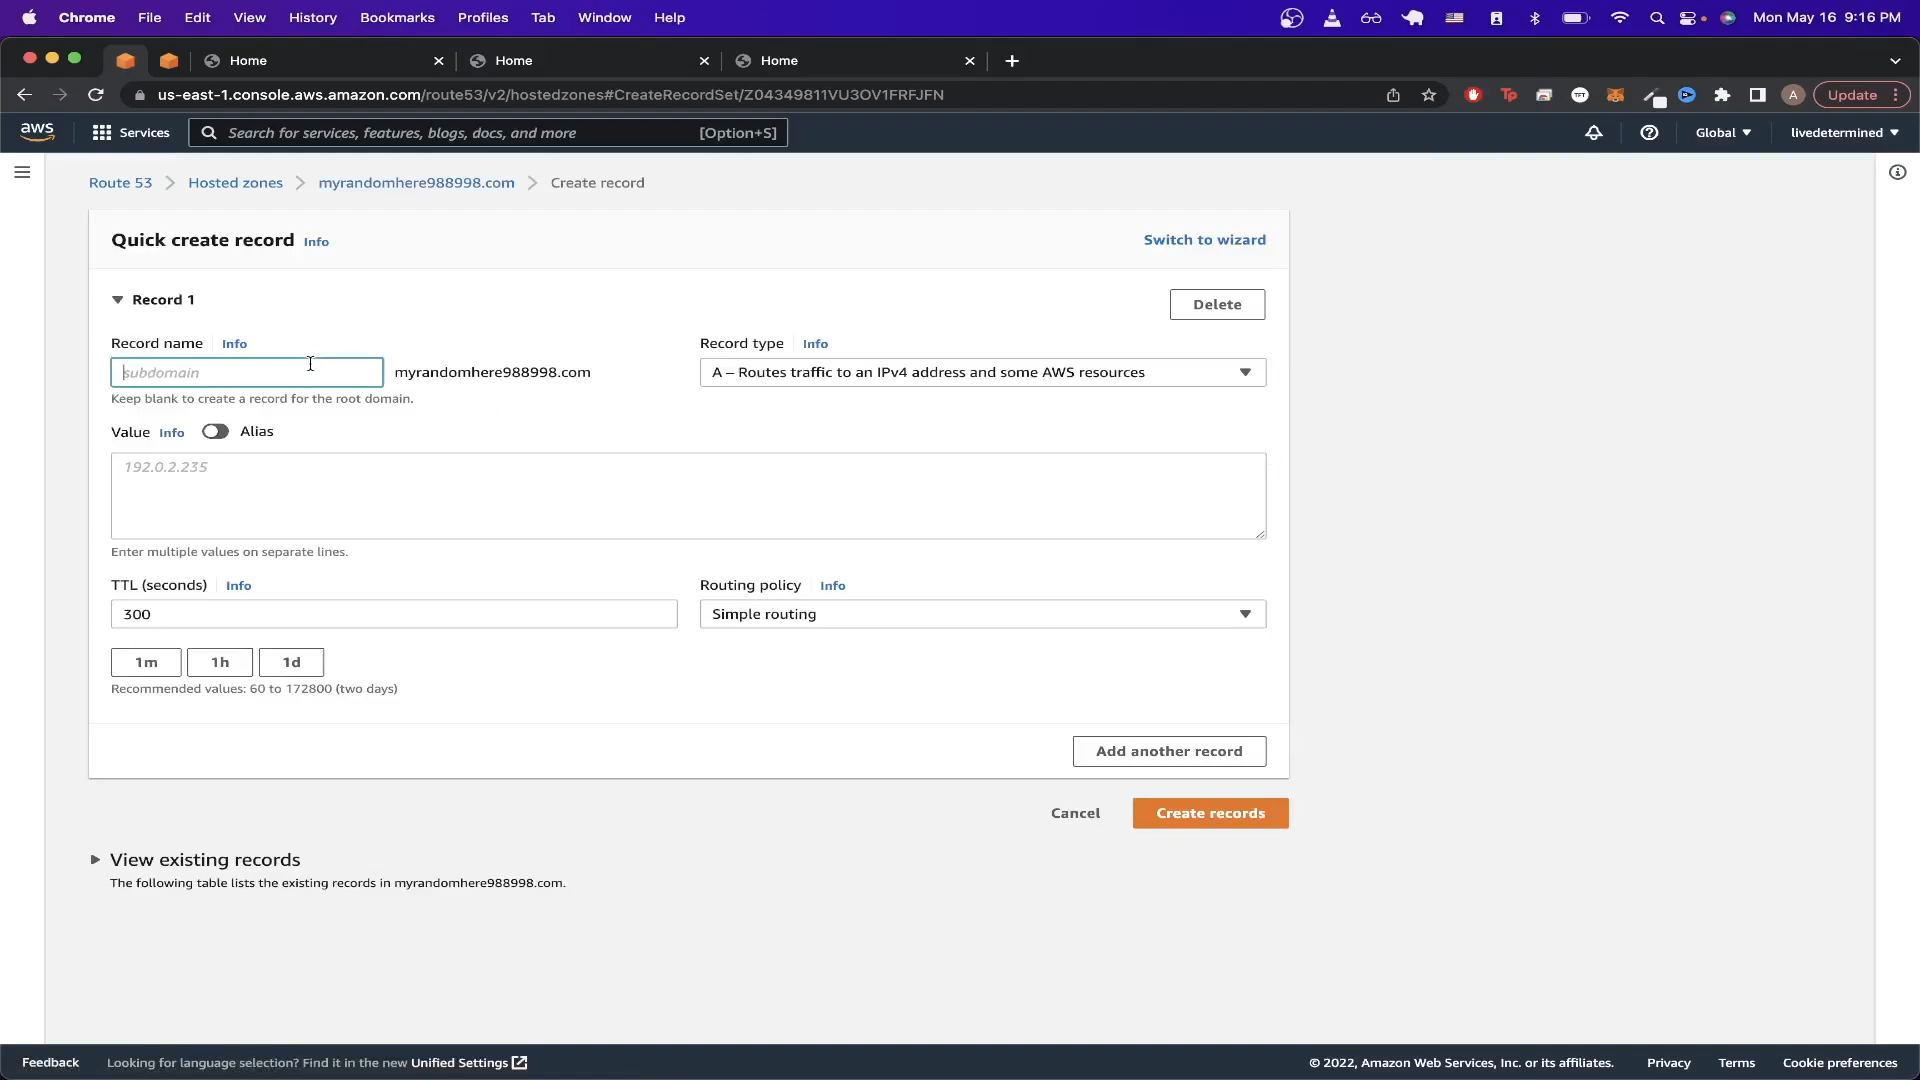 Chrome File Edit View History Bookmarks Profiles Tab Window Help Mon May 16 9:16 PM
Home Home Home
us-east-1.console.aws.amazon.com/route53/v2/hostedzones#CreateRecordSet/Z04349811VU3OV1FRFJFN Update
aws Services Search for services, features, blogs, docs, and more [Option+S] Global livedetermined
Route 53 Hosted zones myrandomhere988998.com Create record
Quick create record Info Switch to wizard
Record 1 Delete
Record name Info Record type Info
subdomain myrandomhere988998.com A – Routes traffic to an IPv4 address and some AWS resources
Keep blank to create a record for the root domain.
Value Info Alias
192.0.2.235
Enter multiple values on separate lines.
TTL (seconds) Info Routing policy Info
300 Simple routing
1m 1h 1d
Recommended values: 60 to 172800 (two days)
Add another record
Cancel Create records
View existing records
The following table lists the existing records in myrandomhere988998.com.
Feedback Looking for language selection? Find it in the new Unified Settings © 2022, Amazon Web Services, Inc. or its affiliates. Privacy Terms Cookie preferences